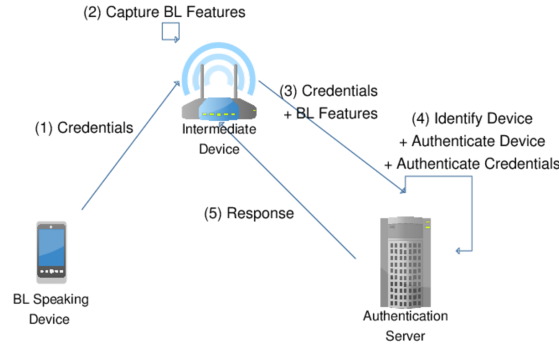 (2) Capture BL Features
(3) Credentials
+ BL Features
(1) Credentials
Intermediate
Device
(4) Identify Device
+ Authenticate Device
+ Authenticate Credentials
(5) Response
BL Speaking
Device
Authentication
Server